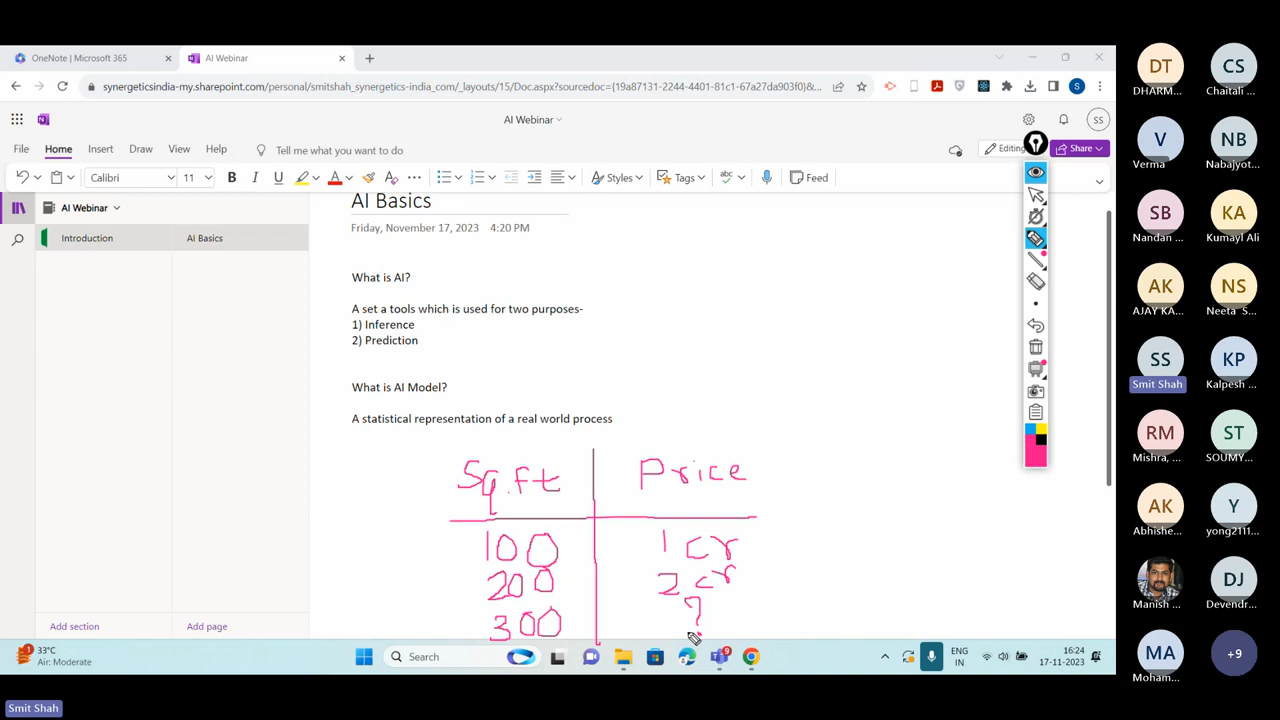 OneNote | Microsoft 365
AI Webinar
synergeticsindia-my.sharepoint.com/personal/smitshah_synergetics-india_com/_layouts/15/Doc.aspx?sourcedoc={19a87131-2244-4401-81c1-67a27da903f0}&...
AI Webinar
SS
File Home Insert Draw View Help Tell me what you want to do Editing Share
Calibri 11 B I U A Styles Tags Feed
AI Webinar
Introduction
AI Basics
AI Basics
Friday, November 17, 2023 4:20 PM
What is AI?
A set a tools which is used for two purposes-
1) Inference
2) Prediction
What is AI Model?
A statistical representation of a real world process
Sq.ft Price
100 1 cr
200 2 cr
300 ?
Add section Add page
33°C
Air: Moderate
Search
9
ENG
IN
16:24
17-11-2023
Smit Shah
DT CS
DHARM... Chaitali ...
V NB
Verma Nabajyot...
SB KA
Nandan ... Kumayl Ali
AK NS
AJAY KA... Neeta S...
SS KP
Smit Shah Kalpesh ...
RM ST
Mishra, ... SOUMY...
AK Y
Abhishe... yong2111...
DJ
Manish ... Devendr...
MA +9
Moham...